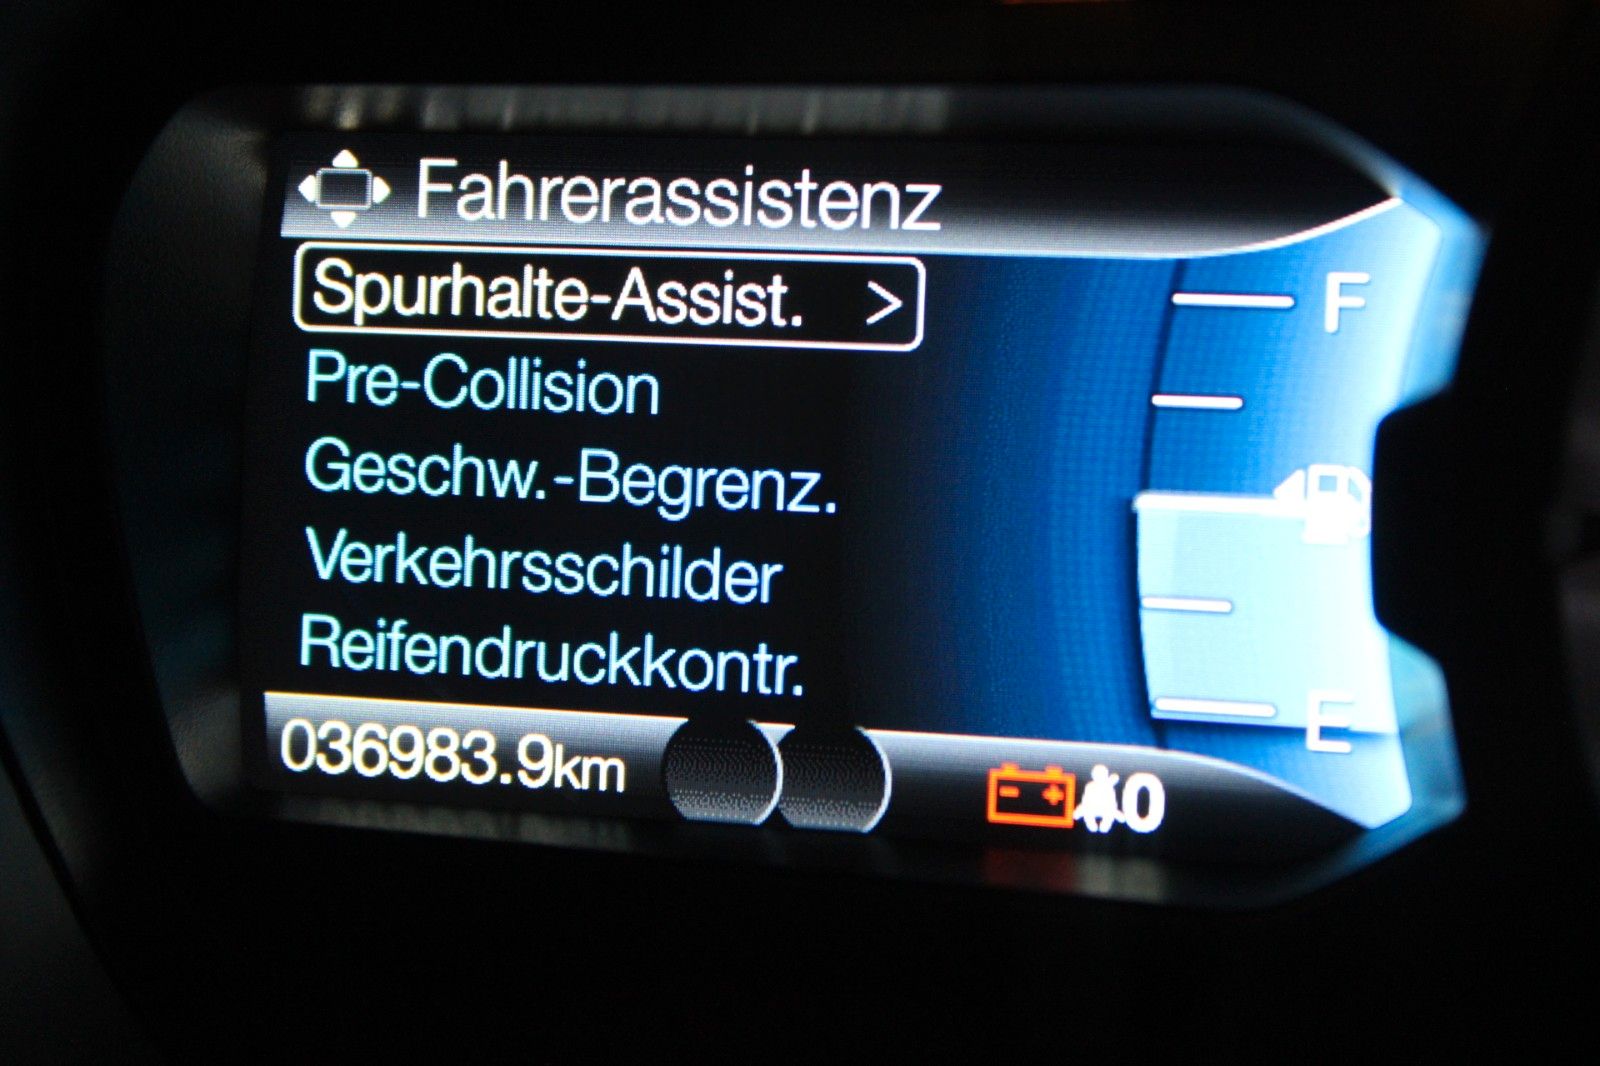 Fahrerassistenz
Spurhalte-Assist. >
Pre-Collision
Geschw.-Begrenz.
Verkehrsschilder
Reifendruckkontr.
036983.9km
0
F
E